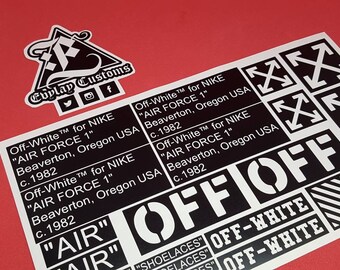 Evplay Customs
Off-White™ for NIKE
"AIR FORCE 1"
Beaverton, Oregon USA
c.1982
Off-White™ for NIKE
"AIR FORCE 1"
Beaverton, Oregon USA
c.1982
Off-White™ for NIKE
"AIR FORCE 1"
Beaverton, Oregon USA
c.1982
Off-White™ for NIKE
"AIR FORCE 1"
Beaverton, Oregon USA
c.1982
OFF OFF
"AIR"
"AIR"
"SHOELACES"
"SHOELACES"
OFF-WHITE
OFF-WHITE